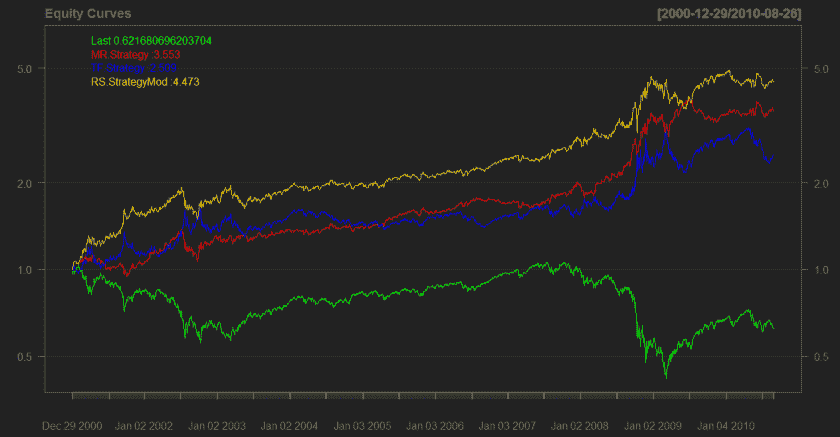 Equity Curves [2000-12-29/2010-08-26]
Last 0.621680696203704
MR.Strategy :3.553
RS.StrategyMod :4.473
5.0 5.0
2.0 2.0
1.0 1.0
0.5 0.5
Dec 29 2000 Jan 02 2002 Jan 02 2003 Jan 02 2004 Jan 03 2005 Jan 03 2006 Jan 03 2007 Jan 02 2008 Jan 02 2009 Jan 04 2010